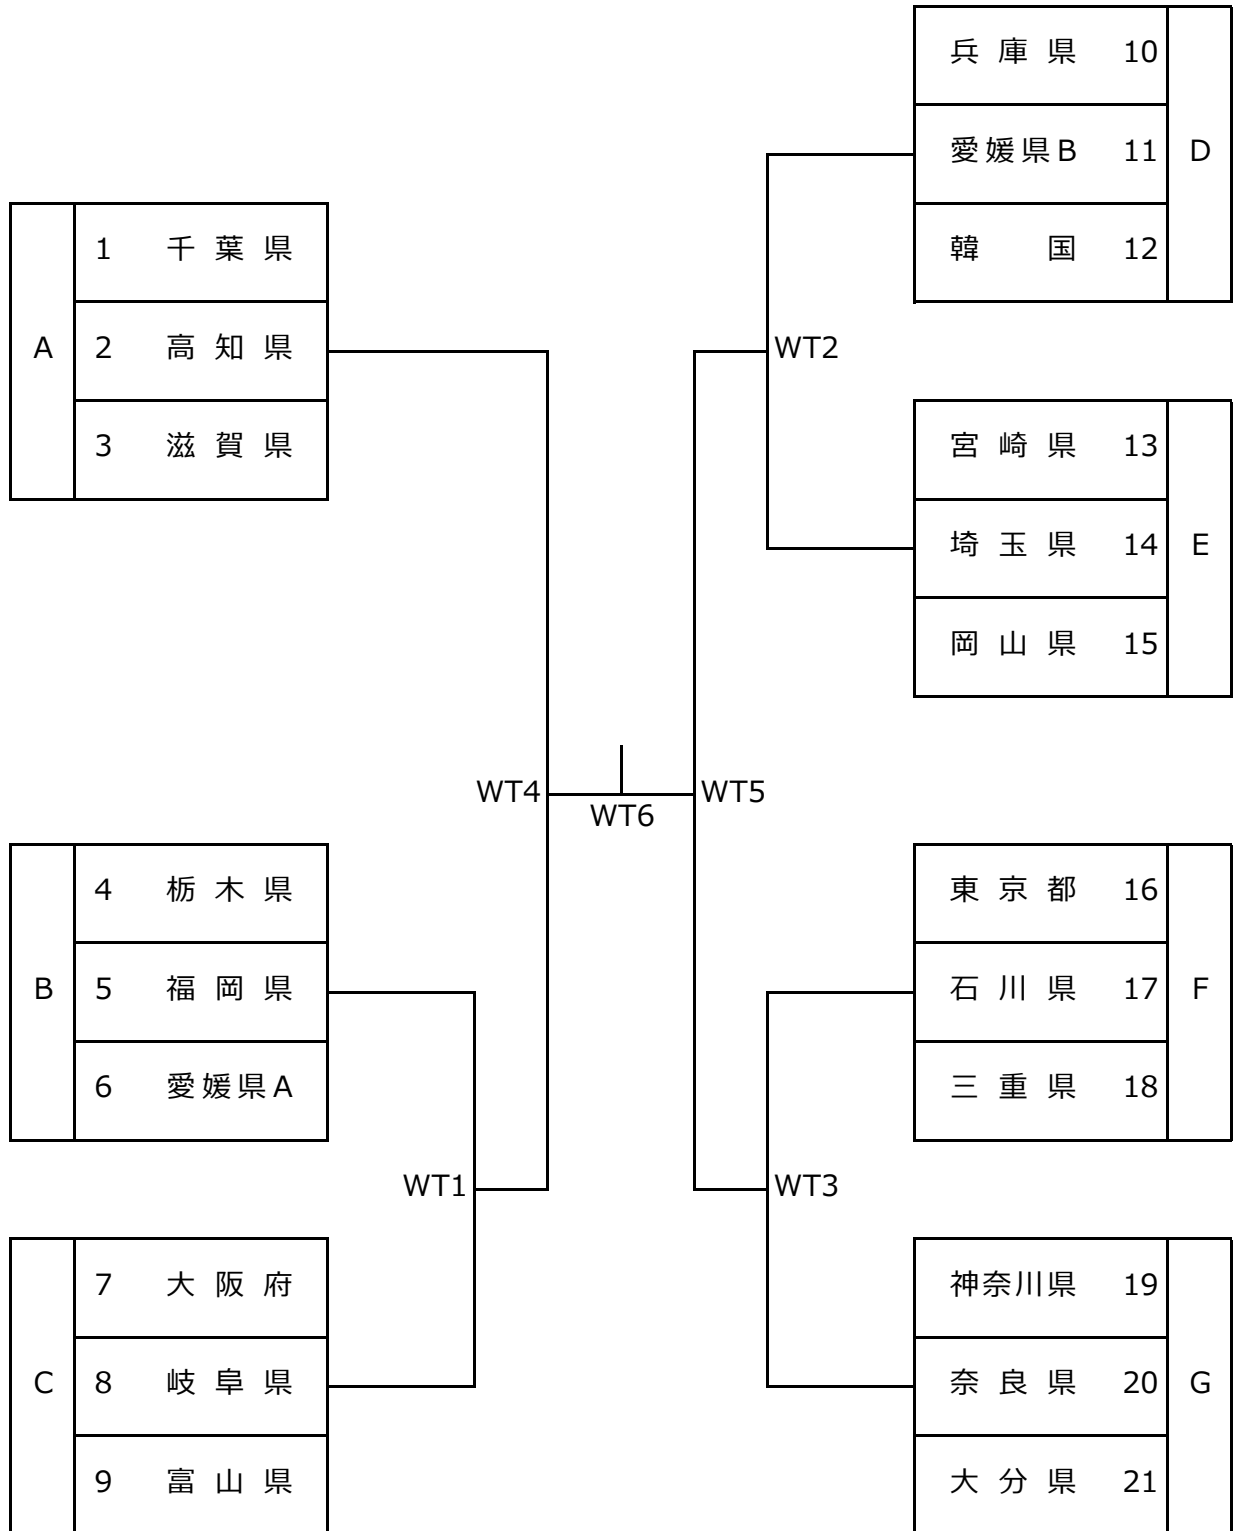 兵庫県 10
愛媛県B 11 D
韓国 12
1 千葉県
A 2 高知県
3 滋賀県
WT2
宮崎県 13
埼玉県 14 E
岡山県 15
WT4 WT5
WT6
4 栃木県
B 5 福岡県
6 愛媛県A
東京都 16
石川県 17 F
三重県 18
WT1 WT3
7 大阪府
C 8 岐阜県
9 富山県
神奈川県 19
奈良県 20 G
大分県 21